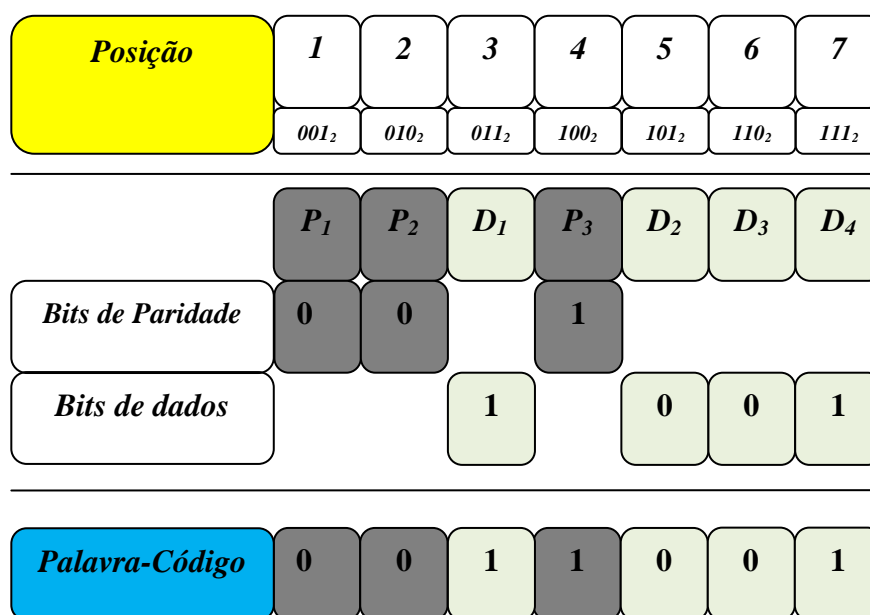 Posição 1 2 3 4 5 6 7
001₂ 010₂ 011₂ 100₂ 101₂ 110₂ 111₂
P₁ P₂ D₁ P₃ D₂ D₃ D₄
Bits de Paridade 0 0 1
Bits de dados 1 0 0 1
Palavra-Código 0 0 1 1 0 0 1